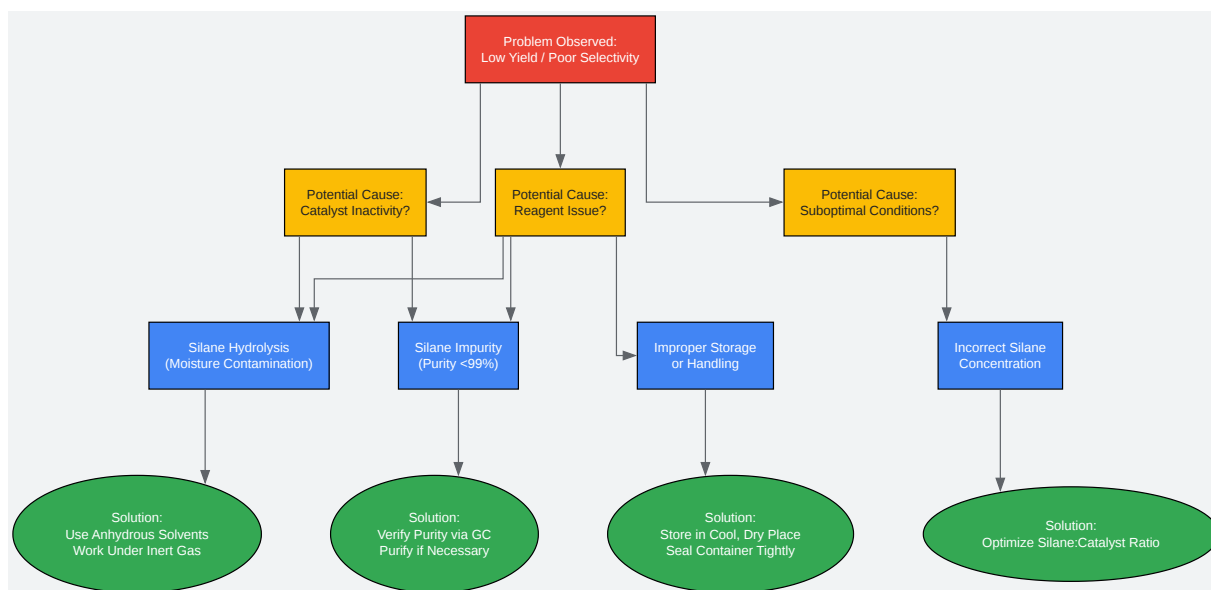 Problem Observed:
Low Yield / Poor Selectivity
Potential Cause:
Catalyst Inactivity?
Potential Cause:
Reagent Issue?
Potential Cause:
Suboptimal Conditions?
Silane Hydrolysis
(Moisture Contamination)
Silane Impurity
(Purity <99%)
Improper Storage
or Handling
Incorrect Silane
Concentration
Solution:
Use Anhydrous Solvents
Work Under Inert Gas
Solution:
Verify Purity via GC
Purify if Necessary
Solution:
Store in Cool, Dry Place
Seal Container Tightly
Solution:
Optimize Silane:Catalyst Ratio